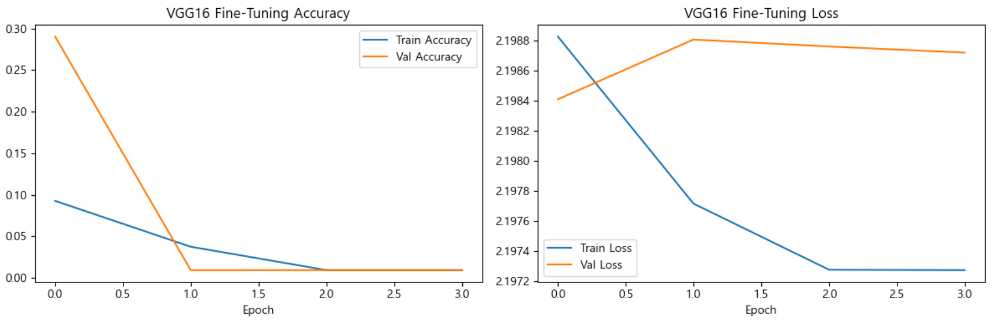 VGG16 Fine-Tuning Accuracy
0.30
0.25
0.20
0.15
0.10
0.05
0.00
Train Accuracy
Val Accuracy
0.0 0.5 1.0 1.5 2.0 2.5 3.0
Epoch
VGG16 Fine-Tuning Loss
2.1988
2.1986
2.1984
2.1982
2.1980
2.1978
2.1976
2.1974
2.1972
Train Loss
Val Loss
0.0 0.5 1.0 1.5 2.0 2.5 3.0
Epoch